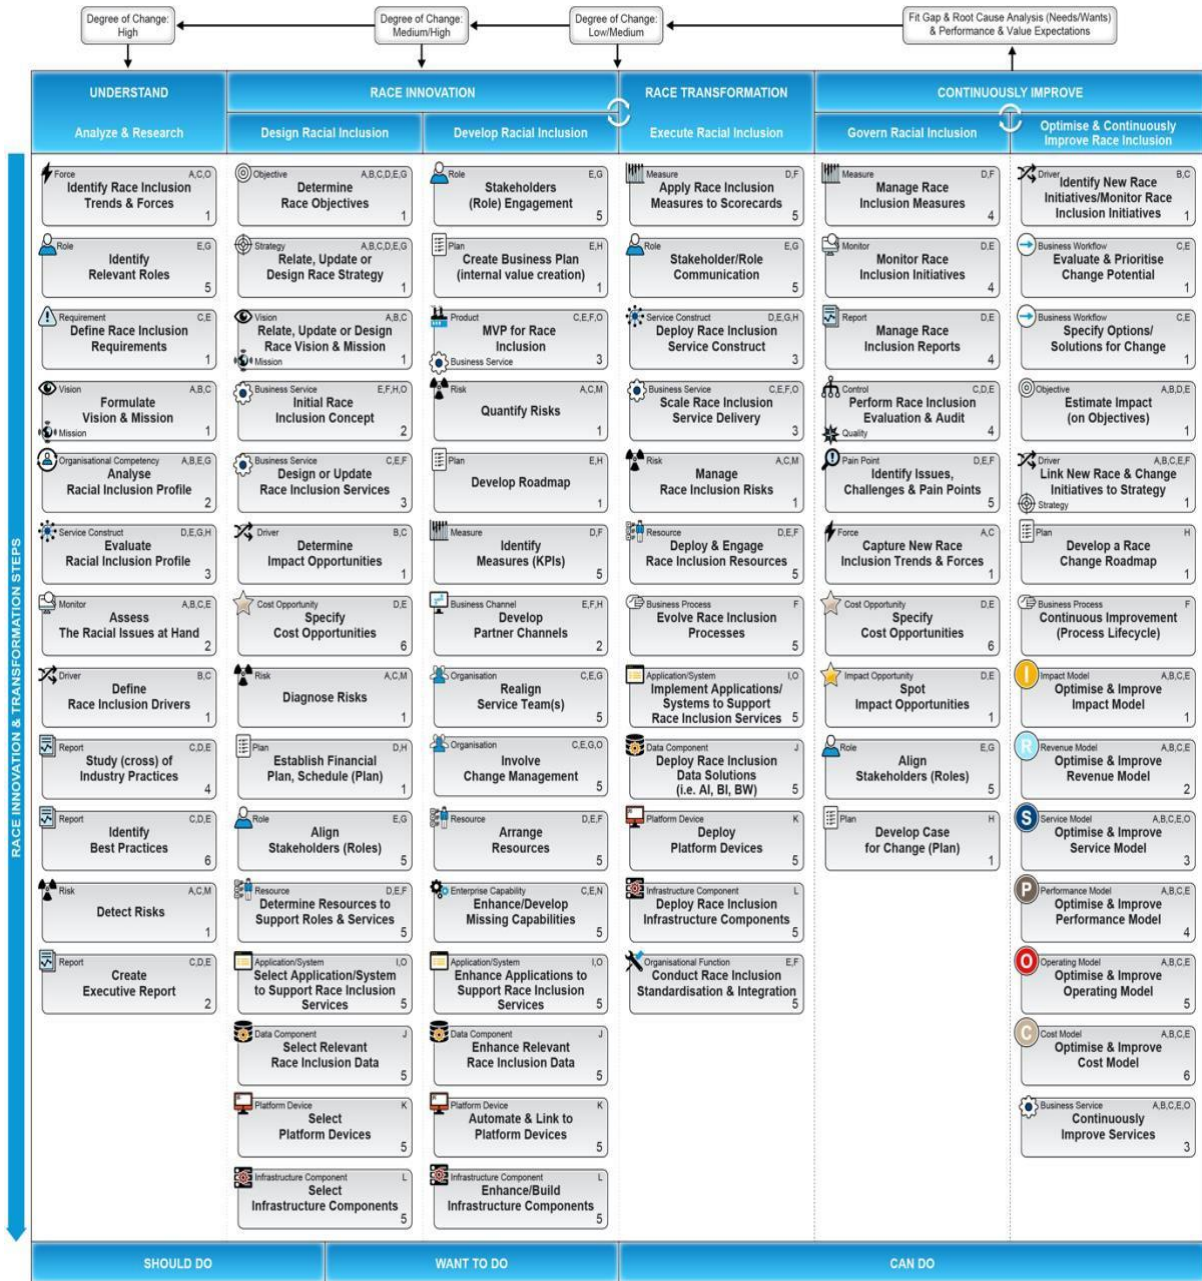 Degree of Change:
High
Degree of Change:
Medium/High
Degree of Change:
Low/Medium
Fit Gap & Root Cause Analysis (Needs/Wants)
& Performance & Value Expectations
UNDERSTAND
RACE INNOVATION
RACE TRANSFORMATION
CONTINUOUSLY IMPROVE
Analyze & Research
Design Racial Inclusion
Develop Racial Inclusion
Execute Racial Inclusion
Govern Racial Inclusion
Optimise & Continuously
Improve Race Inclusion
RACE INNOVATION & TRANSFORMATION STEPS
Force A,C,O
Identify Race Inclusion
Trends & Forces
1
Role E,G
Identify
Relevant Roles
5
Requirement C,E
Define Race Inclusion
Requirements
1
Vision A,B,C
Formulate
Vision & Mission
Mission 1
Organisational Competency A,B,E,G
Analyse
Racial Inclusion Profile
2
Service Construct D,E,G,H
Evaluate
Racial Inclusion Profile
3
Monitor A,B,C,E
Assess
The Racial Issues at Hand
2
Driver B,C
Define
Race Inclusion Drivers
1
Report C,D,E
Study (cross) of
Industry Practices
4
Report C,D,E
Identify
Best Practices
6
Risk A,C,M
Detect Risks
1
Report C,D,E
Create
Executive Report
2
Objective A,B,C,D,E,G
Determine
Race Objectives
1
Strategy A,B,C,D,E,G
Relate, Update or
Design Race Strategy
1
Vision A,B,C
Relate, Update or Design
Race Vision & Mission
Mission 1
Business Service E,F,H,O
Initial Race
Inclusion Concept
2
Business Service C,E,F
Design or Update
Race Inclusion Services
3
Driver B,C
Determine
Impact Opportunities
1
Cost Opportunity D,E
Specify
Cost Opportunities
6
Risk A,C,M
Diagnose Risks
1
Plan D,H
Establish Financial
Plan, Schedule (Plan)
1
Role E,G
Align
Stakeholders (Roles)
5
Resource D,E,F
Determine Resources to
Support Roles & Services
5
Application/System I,O
Select Application/System
to Support Race Inclusion
Services 5
Data Component J
Select Relevant
Race Inclusion Data
5
Platform Device K
Select
Platform Devices
5
Infrastructure Component L
Select
Infrastructure Components
5
Role E,G
Stakeholders
(Role) Engagement
5
Plan E,H
Create Business Plan
(internal value creation)
1
Product C,E,F,O
MVP for Race
Inclusion
Business Service 3
Risk A,C,M
Quantify Risks
1
Plan E,H
Develop Roadmap
1
Measure D,F
Identify
Measures (KPIs)
5
Business Channel E,F,H
Develop
Partner Channels
2
Organisation C,E,G
Realign
Service Team(s)
5
Organisation C,E,G,O
Involve
Change Management
5
Resource D,E,F
Arrange
Resources
5
Enterprise Capability C,E,N
Enhance/Develop
Missing Capabilities
5
Application/System I,O
Enhance Applications to
Support Race Inclusion
Services 5
Data Component J
Enhance Relevant
Race Inclusion Data
5
Platform Device K
Automate & Link to
Platform Devices
5
Infrastructure Component L
Enhance/Build
Infrastructure Components
5
Measure D,F
Apply Race Inclusion
Measures to Scorecards
5
Role E,G
Stakeholder/Role
Communication
5
Service Construct D,E,G,H
Deploy Race Inclusion
Service Construct
3
Business Service C,E,F,O
Scale Race Inclusion
Service Delivery
3
Risk A,C,M
Manage
Race Inclusion Risks
1
Resource D,E,F
Deploy & Engage
Race Inclusion Resources
5
Business Process F
Evolve Race Inclusion
Processes
5
Application/System I,O
Implement Applications/
Systems to Support
Race Inclusion Services 5
Data Component J
Deploy Race Inclusion
Data Solutions
(i.e. AI, BI, BW) 5
Platform Device K
Deploy
Platform Devices
5
Infrastructure Component L
Deploy Race Inclusion
Infrastructure Components
5
Organisational Function E,F
Conduct Race Inclusion
Standardisation & Integration
5
Measure D,F
Manage Race
Inclusion Measures
4
Monitor D,E
Monitor Race
Inclusion Initiatives
4
Report D,E
Manage Race
Inclusion Reports
4
Control C,D,E
Perform Race Inclusion
Evaluation & Audit
Quality 4
Pain Point D,E,F
Identify Issues,
Challenges & Pain Points
5
Force A,C
Capture New Race
Inclusion Trends & Forces
1
Cost Opportunity D,E
Specify
Cost Opportunities
6
Impact Opportunity D,E
Spot
Impact Opportunities
1
Role E,G
Align
Stakeholders (Roles)
5
Plan H
Develop Case
for Change (Plan)
1
Driver B,C
Identify New Race
Initiatives/Monitor Race
Inclusion Initiatives 1
Business Workflow C,E
Evaluate & Prioritise
Change Potential
1
Business Workflow C,E
Specify Options/
Solutions for Change
1
Objective A,B,D,E
Estimate Impact
(on Objectives)
1
Driver A,B,C,E,F
Link New Race & Change
Initiatives to Strategy
Strategy 1
Plan H
Develop a Race
Change Roadmap
1
Business Process F
Continuous Improvement
(Process Lifecycle)
5
I
Impact Model A,B,C,E
Optimise & Improve
Impact Model
1
R
Revenue Model A,B,C,E
Optimise & Improve
Revenue Model
2
S
Service Model A,B,C,E,O
Optimise & Improve
Service Model
3
P
Performance Model A,B,C,E
Optimise & Improve
Performance Model
4
O
Operating Model A,B,C,E
Optimise & Improve
Operating Model
5
C
Cost Model A,B,C,E
Optimise & Improve
Cost Model
6
Business Service A,B,C,E,O
Continuously
Improve Services
3
SHOULD DO
WANT TO DO
CAN DO